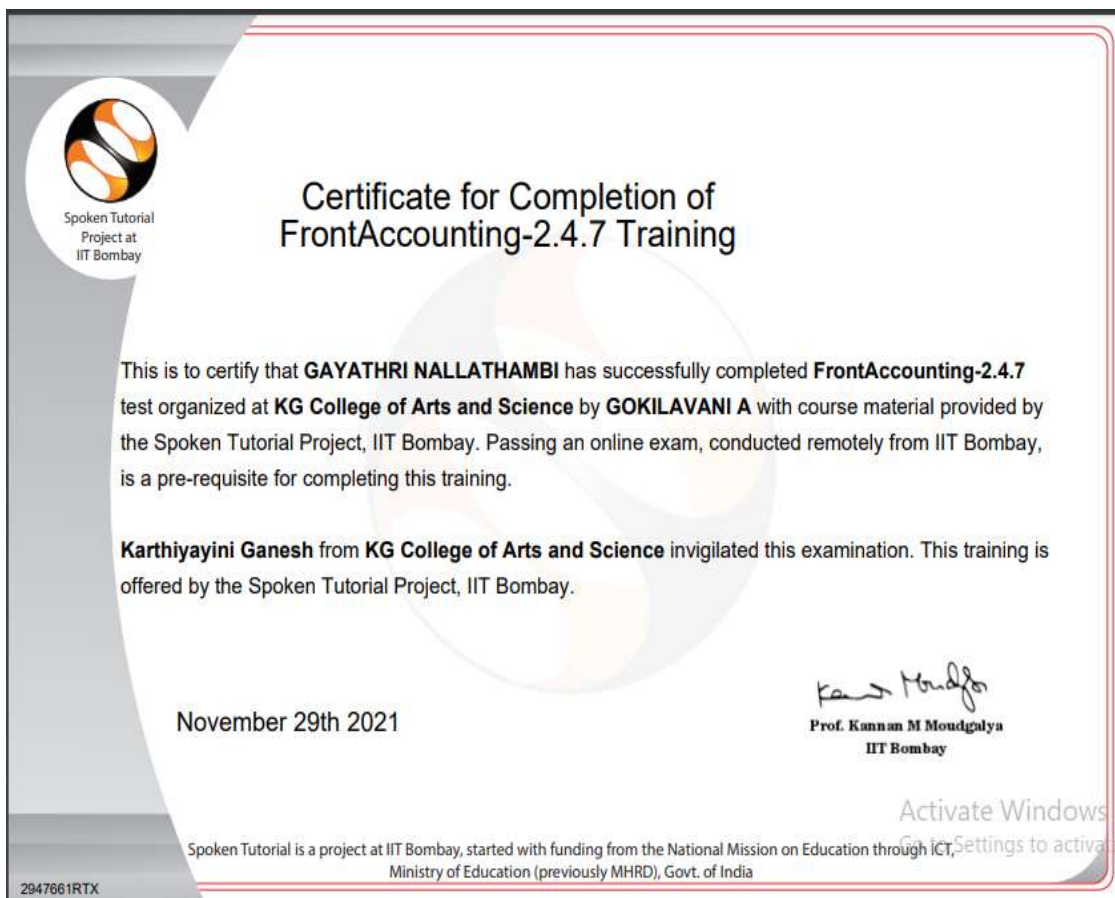 Spoken Tutorial
Project at
IIT Bombay
Certificate for Completion of
FrontAccounting-2.4.7 Training
This is to certify that GAYATHRI NALLATHAMBI has successfully completed FrontAccounting-2.4.7
test organized at KG College of Arts and Science by GOKILAVANI A with course material provided by
the Spoken Tutorial Project, IIT Bombay. Passing an online exam, conducted remotely from IIT Bombay,
is a pre-requisite for completing this training.
Karthiyayini Ganesh from KG College of Arts and Science invigilated this examination. This training is
offered by the Spoken Tutorial Project, IIT Bombay.
November 29th 2021
Prof. Kannan M Moudgalya
IIT Bombay
Activate Windows
Go to Settings to activa
Spoken Tutorial is a project at IIT Bombay, started with funding from the National Mission on Education through ICT,
Ministry of Education (previously MHRD), Govt. of India
2947661RTX